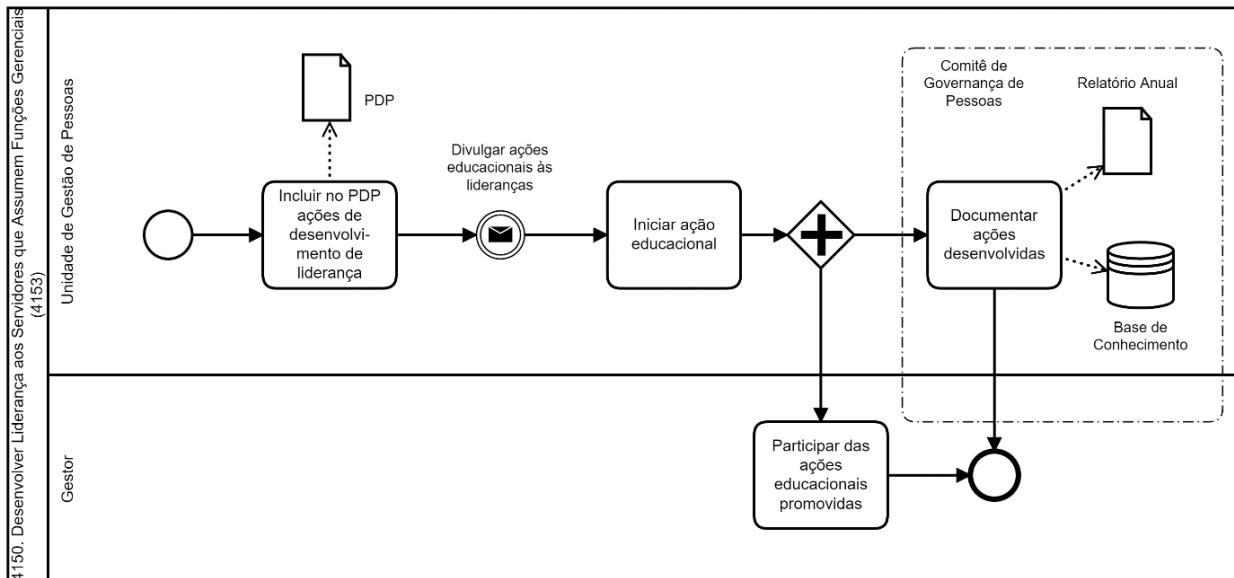 4150. Desenvolver Liderança aos Servidores que Assumem Funções Gerenciais
(4153)
Unidade de Gestão de Pessoas
PDP
Incluir no PDP
ações de
desenvolvi-
mento de
liderança
Divulgar ações
educacionais às
lideranças
Iniciar ação
educacional
Comitê de
Governança de
Pessoas
Relatório Anual
Documentar
ações
desenvolvidas
Base de
Conhecimento
Gestor
Participar das
ações
educacionais
promovidas